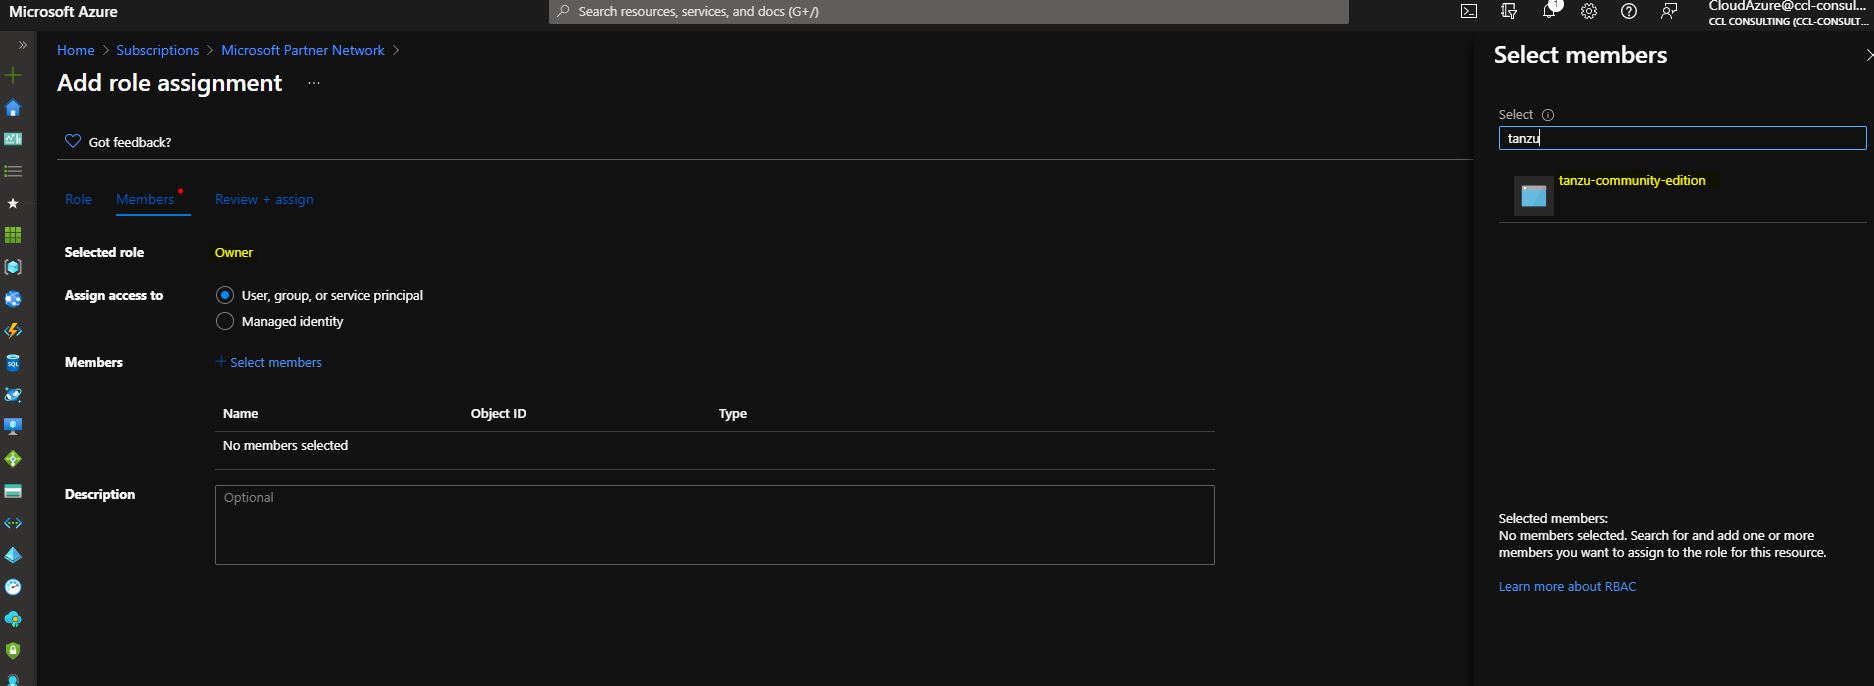 Microsoft Azure
Search resources, services, and docs (G+/)
1
CloudAzure@ccl-consul...
CCL CONSULTING (CCL-CONSULT...
Home > Subscriptions > Microsoft Partner Network >
Add role assignment ...
Got feedback?
Role Members Review + assign
Selected role Owner
Assign access to User, group, or service principal
Managed identity
Members + Select members
Name Object ID Type
No members selected
Description Optional
Select members
Select
tanzu
tanzu-community-edition
SQL
Selected members:
No members selected. Search for and add one or more
members you want to assign to the role for this resource.
Learn more about RBAC